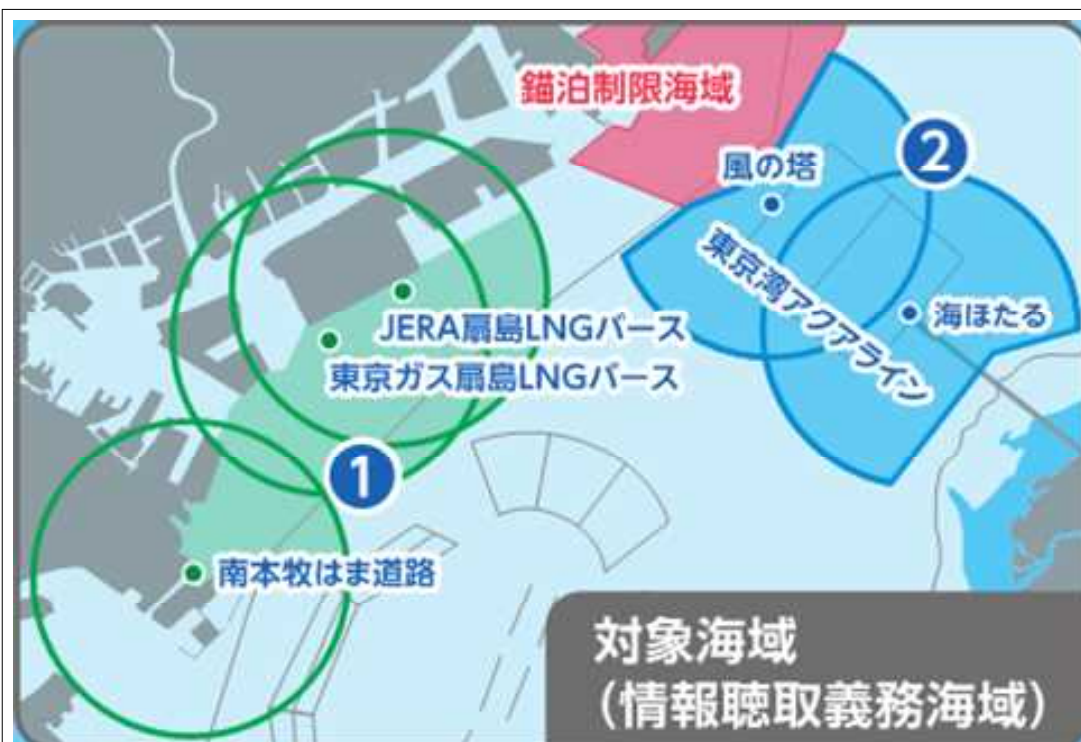 錨泊制限海域
2
風の塔
東京湾アクアライン
海ほたる
JERA扇島LNGバース
東京ガス扇島LNGバース
1
南本牧はま道路
対象海域
（情報聴取義務海域）